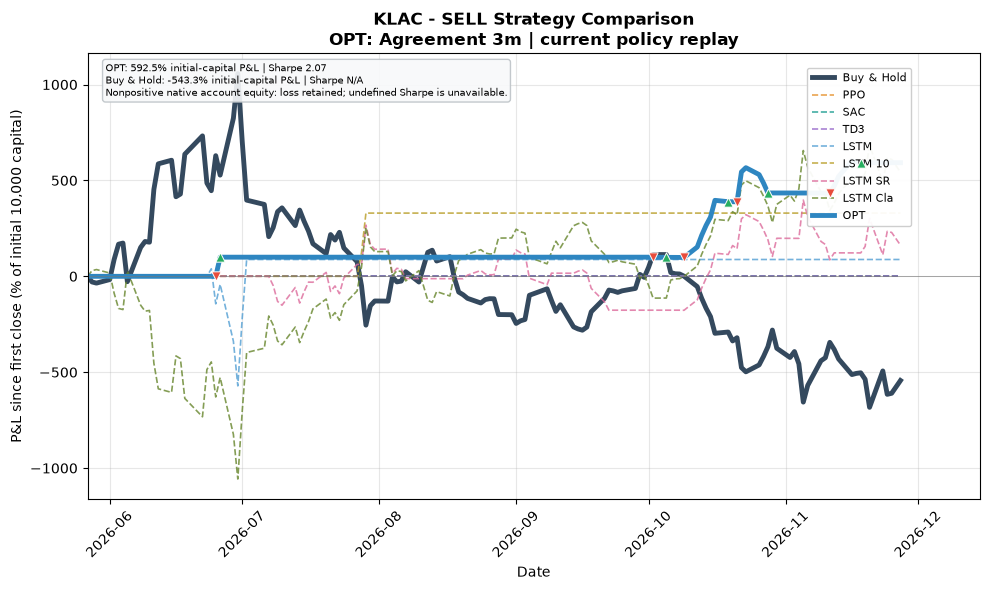 KLAC - SELL Strategy Comparison
OPT: Agreement 3m | current policy replay
OPT: 592.5% initial-capital P&L | Sharpe 2.07
Buy & Hold: -543.3% initial-capital P&L | Sharpe N/A
Nonpositive native account equity: loss retained; undefined Sharpe is unavailable.
Buy & Hold
PPO
SAC
TD3
LSTM
LSTM 10
LSTM SR
LSTM Cla
OPT
P&L since first close (% of initial 10,000 capital)
1000
500
0
−500
−1000
2026-06
2026-07
2026-08
2026-09
2026-10
2026-11
2026-12
Date